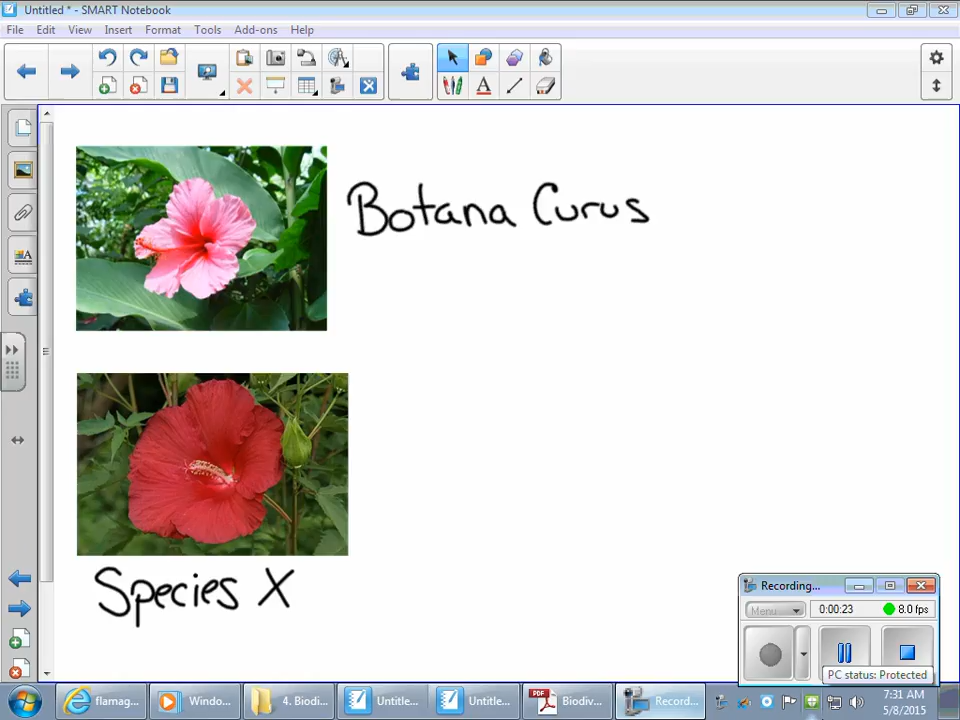 Untitled * - SMART Notebook
File Edit View Insert Format Tools Add-ons Help
Botana Curus
Species X
Recording...
Menu
0:00:23
8.0 fps
PC status: Protected
flamag...
Windo...
4. Biodi...
Untitle...
Untitle...
PDF
Biodiv...
Record...
7:31 AM
5/8/2015